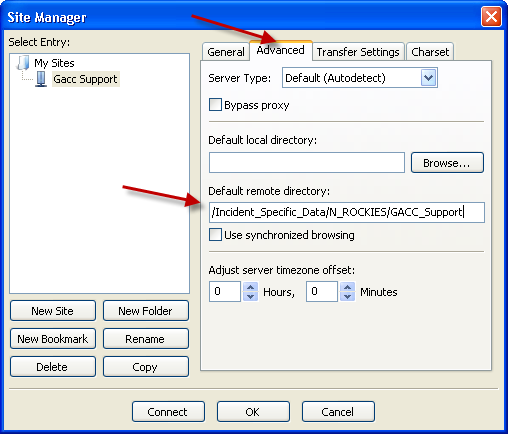 Site Manager
Select Entry:
My Sites
Gacc Support
New Site
New Folder
New Bookmark
Rename
Delete
Copy
General
Advanced
Transfer Settings
Charset
Server Type:
Default (Autodetect)
Bypass proxy
Default local directory:
Browse...
Default remote directory:
/Incident_Specific_Data/N_ROCKIES/GACC_Support
Use synchronized browsing
Adjust server timezone offset:
0 Hours, 0 Minutes
Connect
OK
Cancel